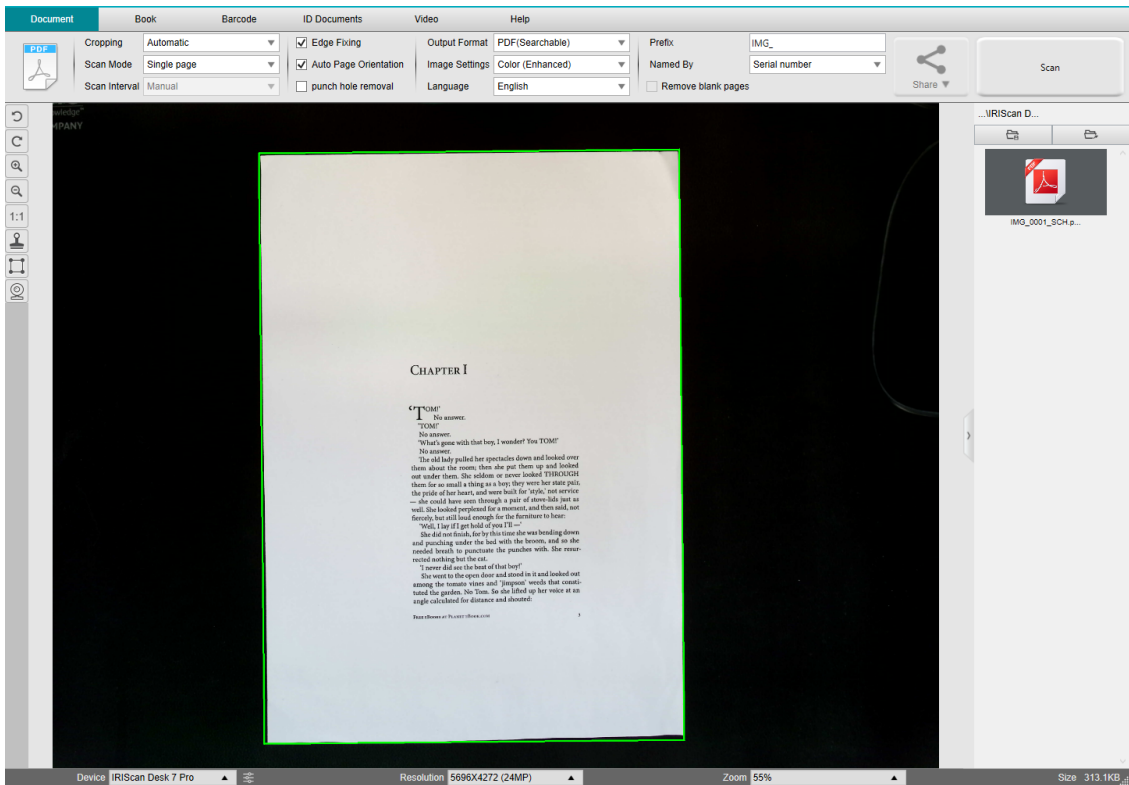 Document Book Barcode ID Documents Video Help
PDF
Cropping Automatic
Scan Mode Single page
Scan Interval Manual
Edge Fixing
Auto Page Orientation
punch hole removal
Output Format PDF(Searchable)
Image Settings Color (Enhanced)
Language English
Prefix IMG_
Named By Serial number
Remove blank pages
Share
Scan
1:1
MPANY
CHAPTER I
‘TOM!’
No answer.
‘TOM!’
No answer.
‘What’s gone with that boy, I wonder? You TOM!’
No answer.
The old lady pulled her spectacles down and looked over
them about the room; then she put them up and looked
out under them. She seldom or never looked THROUGH
them for so small a thing as a boy; they were her state pair,
the pride of her heart, and were built for ‘style,’ not service
— she could have seen through a pair of stove-lids just as
well. She looked perplexed for a moment, and then said, not
fiercely, but still loud enough for the furniture to hear:
‘Well, I lay if I get hold of you I’ll —’
She did not finish, for by this time she was bending down
and punching under the bed with the broom, and so she
needed breath to punctuate the punches with. She resur-
rected nothing but the cat.
‘I never did see the beat of that boy!’
She went to the open door and stood in it and looked out
among the tomato vines and ‘jimpson’ weeds that consti-
tuted the garden. No Tom. So she lifted up her voice at an
angle calculated for distance and shouted:
FREE EBOOKS AT PLANET EBOOK.COM 3
...\IRIScan D...
IMG_0001_SCH.p...
Device IRIScan Desk 7 Pro
Resolution 5696X4272 (24MP)
Zoom 55%
Size 313.1KB